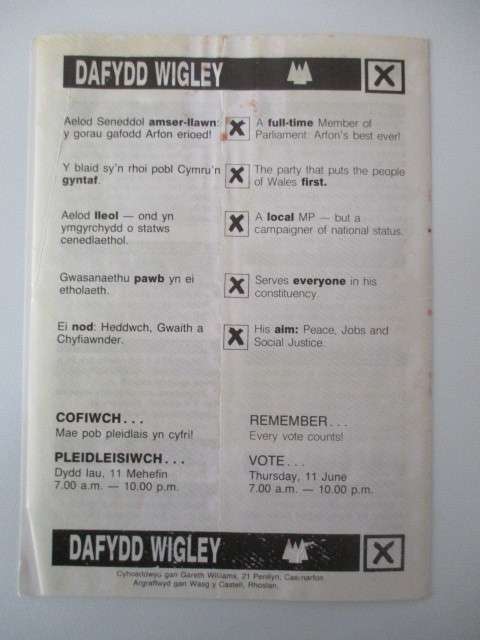 DAFYDD WIGLEY
Aelod Seneddol amser-llawn:
y gorau gafodd Arfon erioed!
A full-time Member of
Parliament: Arfon's best ever!
Y blaid sy'n rhoi pobl Cymru'n
gyntaf.
The party that puts the people
of Wales first.
Aelod lleol — ond yn
ymgyrchydd o statws
cenedlaethol.
A local MP — but a
campaigner of national status.
Gwasanaethu pawb yn ei
etholaeth.
Serves everyone in his
constituency.
Ei nod: Heddwch, Gwaith a
Chyfiawnder.
His aim: Peace, Jobs and
Social Justice.
COFIWCH . . .
Mae pob pleidlais yn cyfri!
PLEIDLEISIWCH . . .
Dydd Iau, 11 Mehefin
7.00 a.m. — 10.00 p.m.
REMEMBER . . .
Every vote counts!
VOTE . . .
Thursday, 11 June
7.00 a.m. — 10.00 p.m.
DAFYDD WIGLEY
Cyhoeddwyd gan Gareth Williams, 21 Penllyn, Caernarfon
Argraffwyd gan Wasg y Castell, Rhoslan.